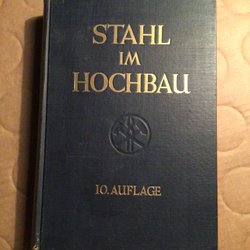 STAHL
IM
HOCHBAU
10. AUFLAGE